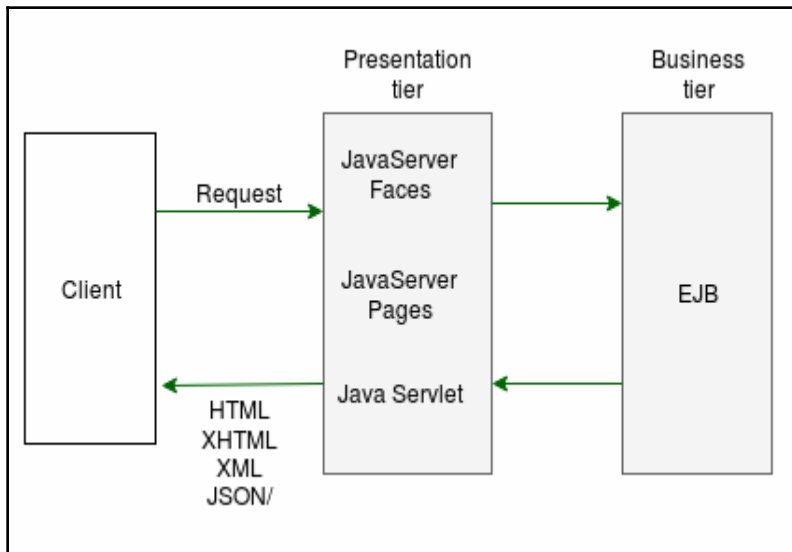 Presentation
tier
Business
tier
JavaServer
Faces
Request
JavaServer
Pages
Client
EJB
Java Servlet
HTML
XHTML
XML
JSON/